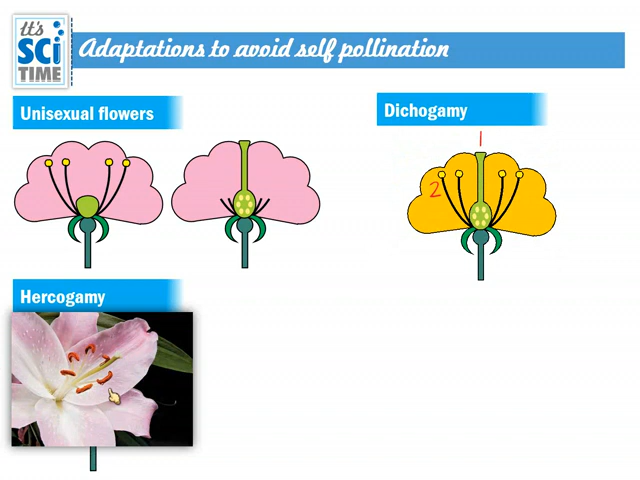 It's
SCi
TIME
Adaptations to avoid self pollination
Unisexual flowers
Dichogamy
1
2
Hercogamy